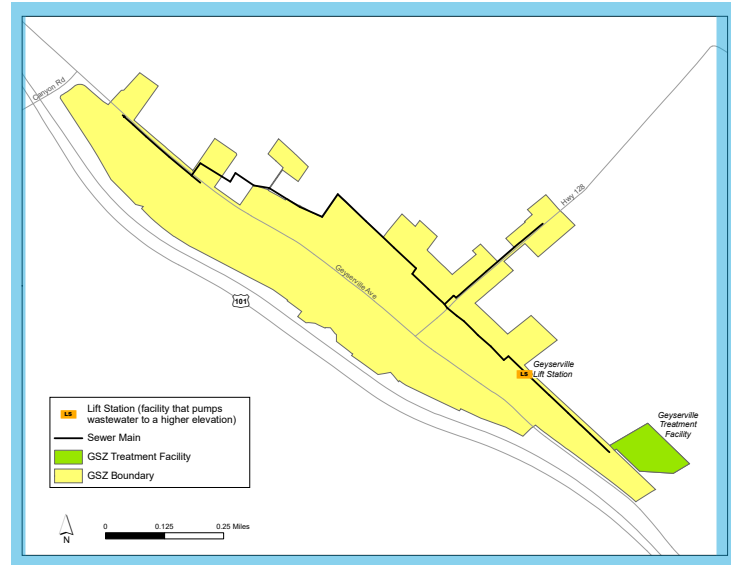 Canyon Rd
Hwy 128
Geyserville Ave
101
Geyserville
Lift Station
LS
Geyserville
Treatment
Facility
LS
Lift Station (facility that pumps
wastewater to a higher elevation)
Sewer Main
GSZ Treatment Facility
GSZ Boundary
N
0 0.125 0.25 Miles